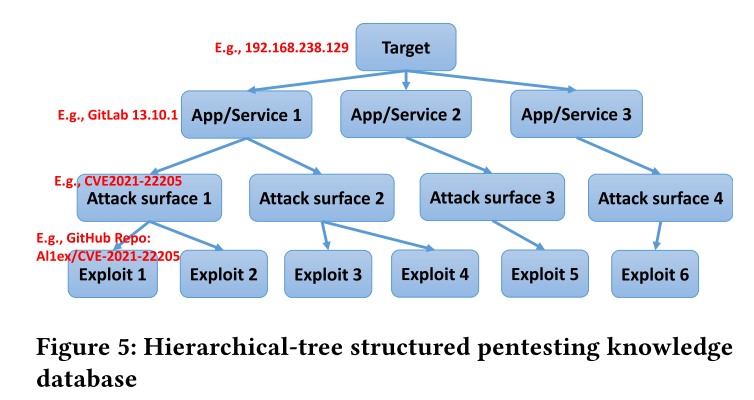 E.g., 192.168.238.129
Target
E.g., GitLab 13.10.1
App/Service 1
App/Service 2
App/Service 3
E.g., CVE2021-22205
Attack surface 1
Attack surface 2
Attack surface 3
Attack surface 4
E.g., GitHub Repo:
Al1ex/CVE-2021-22205
Exploit 1
Exploit 2
Exploit 3
Exploit 4
Exploit 5
Exploit 6
Figure 5: Hierarchical-tree structured pentesting knowledge
database